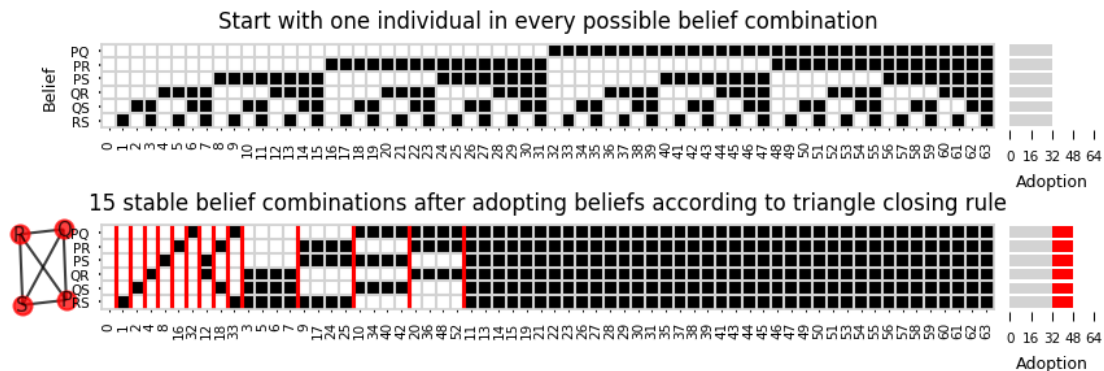 Start with one individual in every possible belief combination
Belief
PQ
PR
PS
QR
QS
RS
0 1 2 3 4 5 6 7 8 9 10 11 12 13 14 15 16 17 18 19 20 21 22 23 24 25 26 27 28 29 30 31 32 33 34 35 36 37 38 39 40 41 42 43 44 45 46 47 48 49 50 51 52 53 54 55 56 57 58 59 60 61 62 63
0 16 32 48 64
Adoption
15 stable belief combinations after adopting beliefs according to triangle closing rule
R
Q
S
P
PQ
PR
PS
QR
QS
RS
0 1 2 4 8 16 32 12 18 33 3 5 6 7 9 17 24 25 10 34 40 42 20 36 48 52 11 13 14 15 19 21 22 23 26 27 28 29 30 31 35 37 38 39 41 43 44 45 46 47 49 50 51 53 54 55 56 57 58 59 60 61 62 63
0 16 32 48 64
Adoption